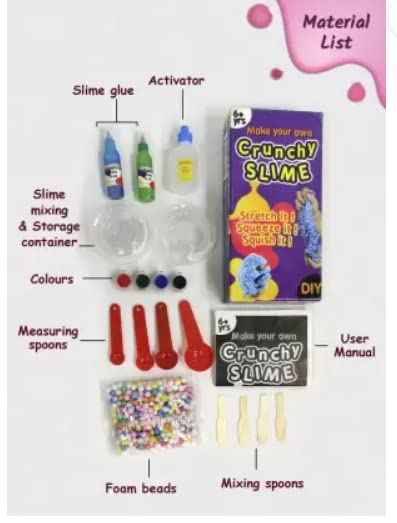 Material
List
Activator
Slime glue
6+
yrs
Make your own
Crunchy
SLIME
Stretch it!
Squeeze it!
Squish it!
DIY
Slime
mixing
& Storage
container
Colours
Measuring
spoons
6+
yrs
Make your own
Crunchy
SLIME
User
Manual
Foam beads
Mixing spoons